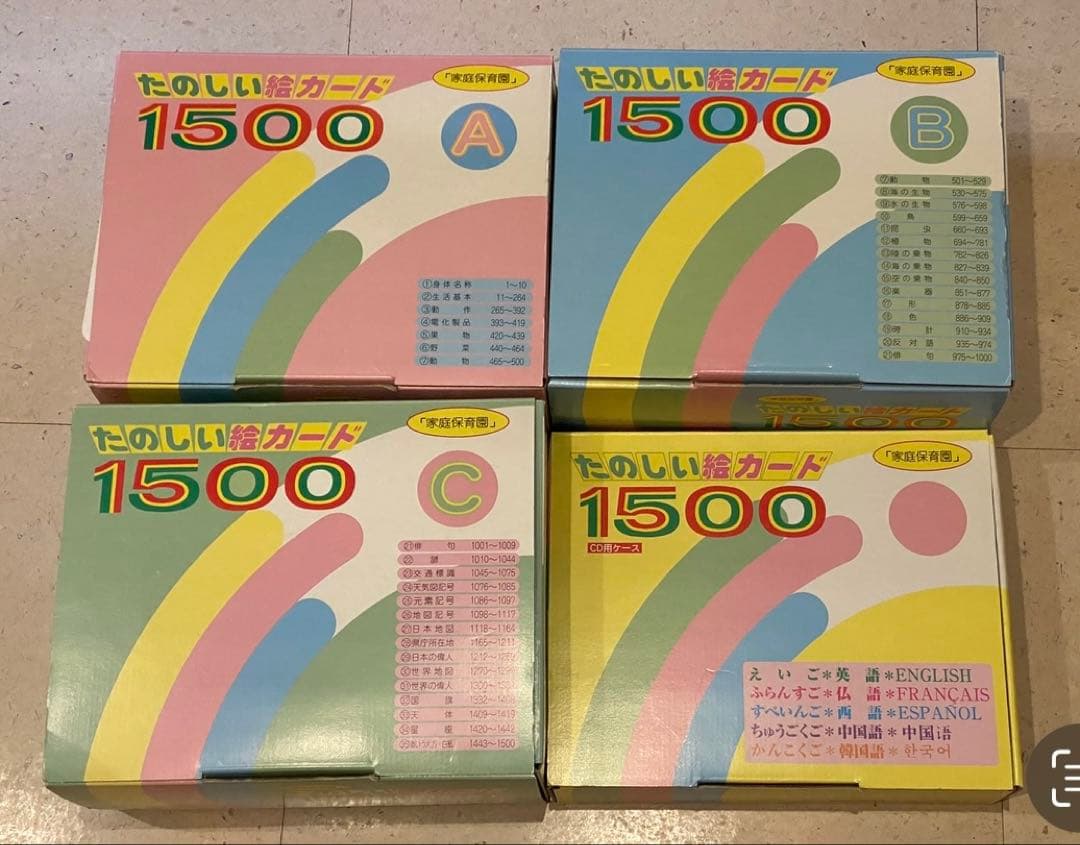 たのしい絵カード
1500
「家庭保育園」
A
①身体名称 1〜10
②生活基本 11〜264
③動作 265〜392
④電化製品 393〜419
⑤果物 420〜439
⑥野菜 440〜464
⑦動物 465〜500
たのしい絵カード
1500
「家庭保育園」
B
⑦動物 501〜529
⑧海の生物 530〜575
⑨水の生物 576〜598
⑩鳥 599〜659
⑪昆虫 660〜693
⑫植物 694〜781
⑬陸の乗物 782〜826
⑭海の乗物 827〜839
⑮空の乗物 840〜850
⑯楽器 851〜877
⑰形 878〜885
⑱色 886〜909
⑲時計 910〜934
⑳反対語 935〜974
㉑俳句 975〜1000
たのしい絵カード
1500
たのしい絵カード
1500
「家庭保育園」
C
㉑俳句 1001〜1009
㉒諺 1010〜1044
㉓交通標識 1045〜1075
㉔天気図記号 1076〜1085
㉕元素記号 1086〜1097
㉖地図記号 1098〜1117
㉗日本地図 1118〜1164
㉘県庁所在地 1165〜1211
㉙日本の偉人
㉚世界地図
㉛世界の偉人
㉜国旗
㉝天体 1409〜1419
㉞星座 1420〜1442
1443〜1500
たのしい絵カード
1500
CD用ケース
「家庭保育園」
えいご*英語*ENGLISH
ふらんすご*仏語*FRANÇAIS
すぺいんご*西語*ESPAÑOL
ちゅうごくご*中国語*中国语
かんこくご*韓国語*한국어